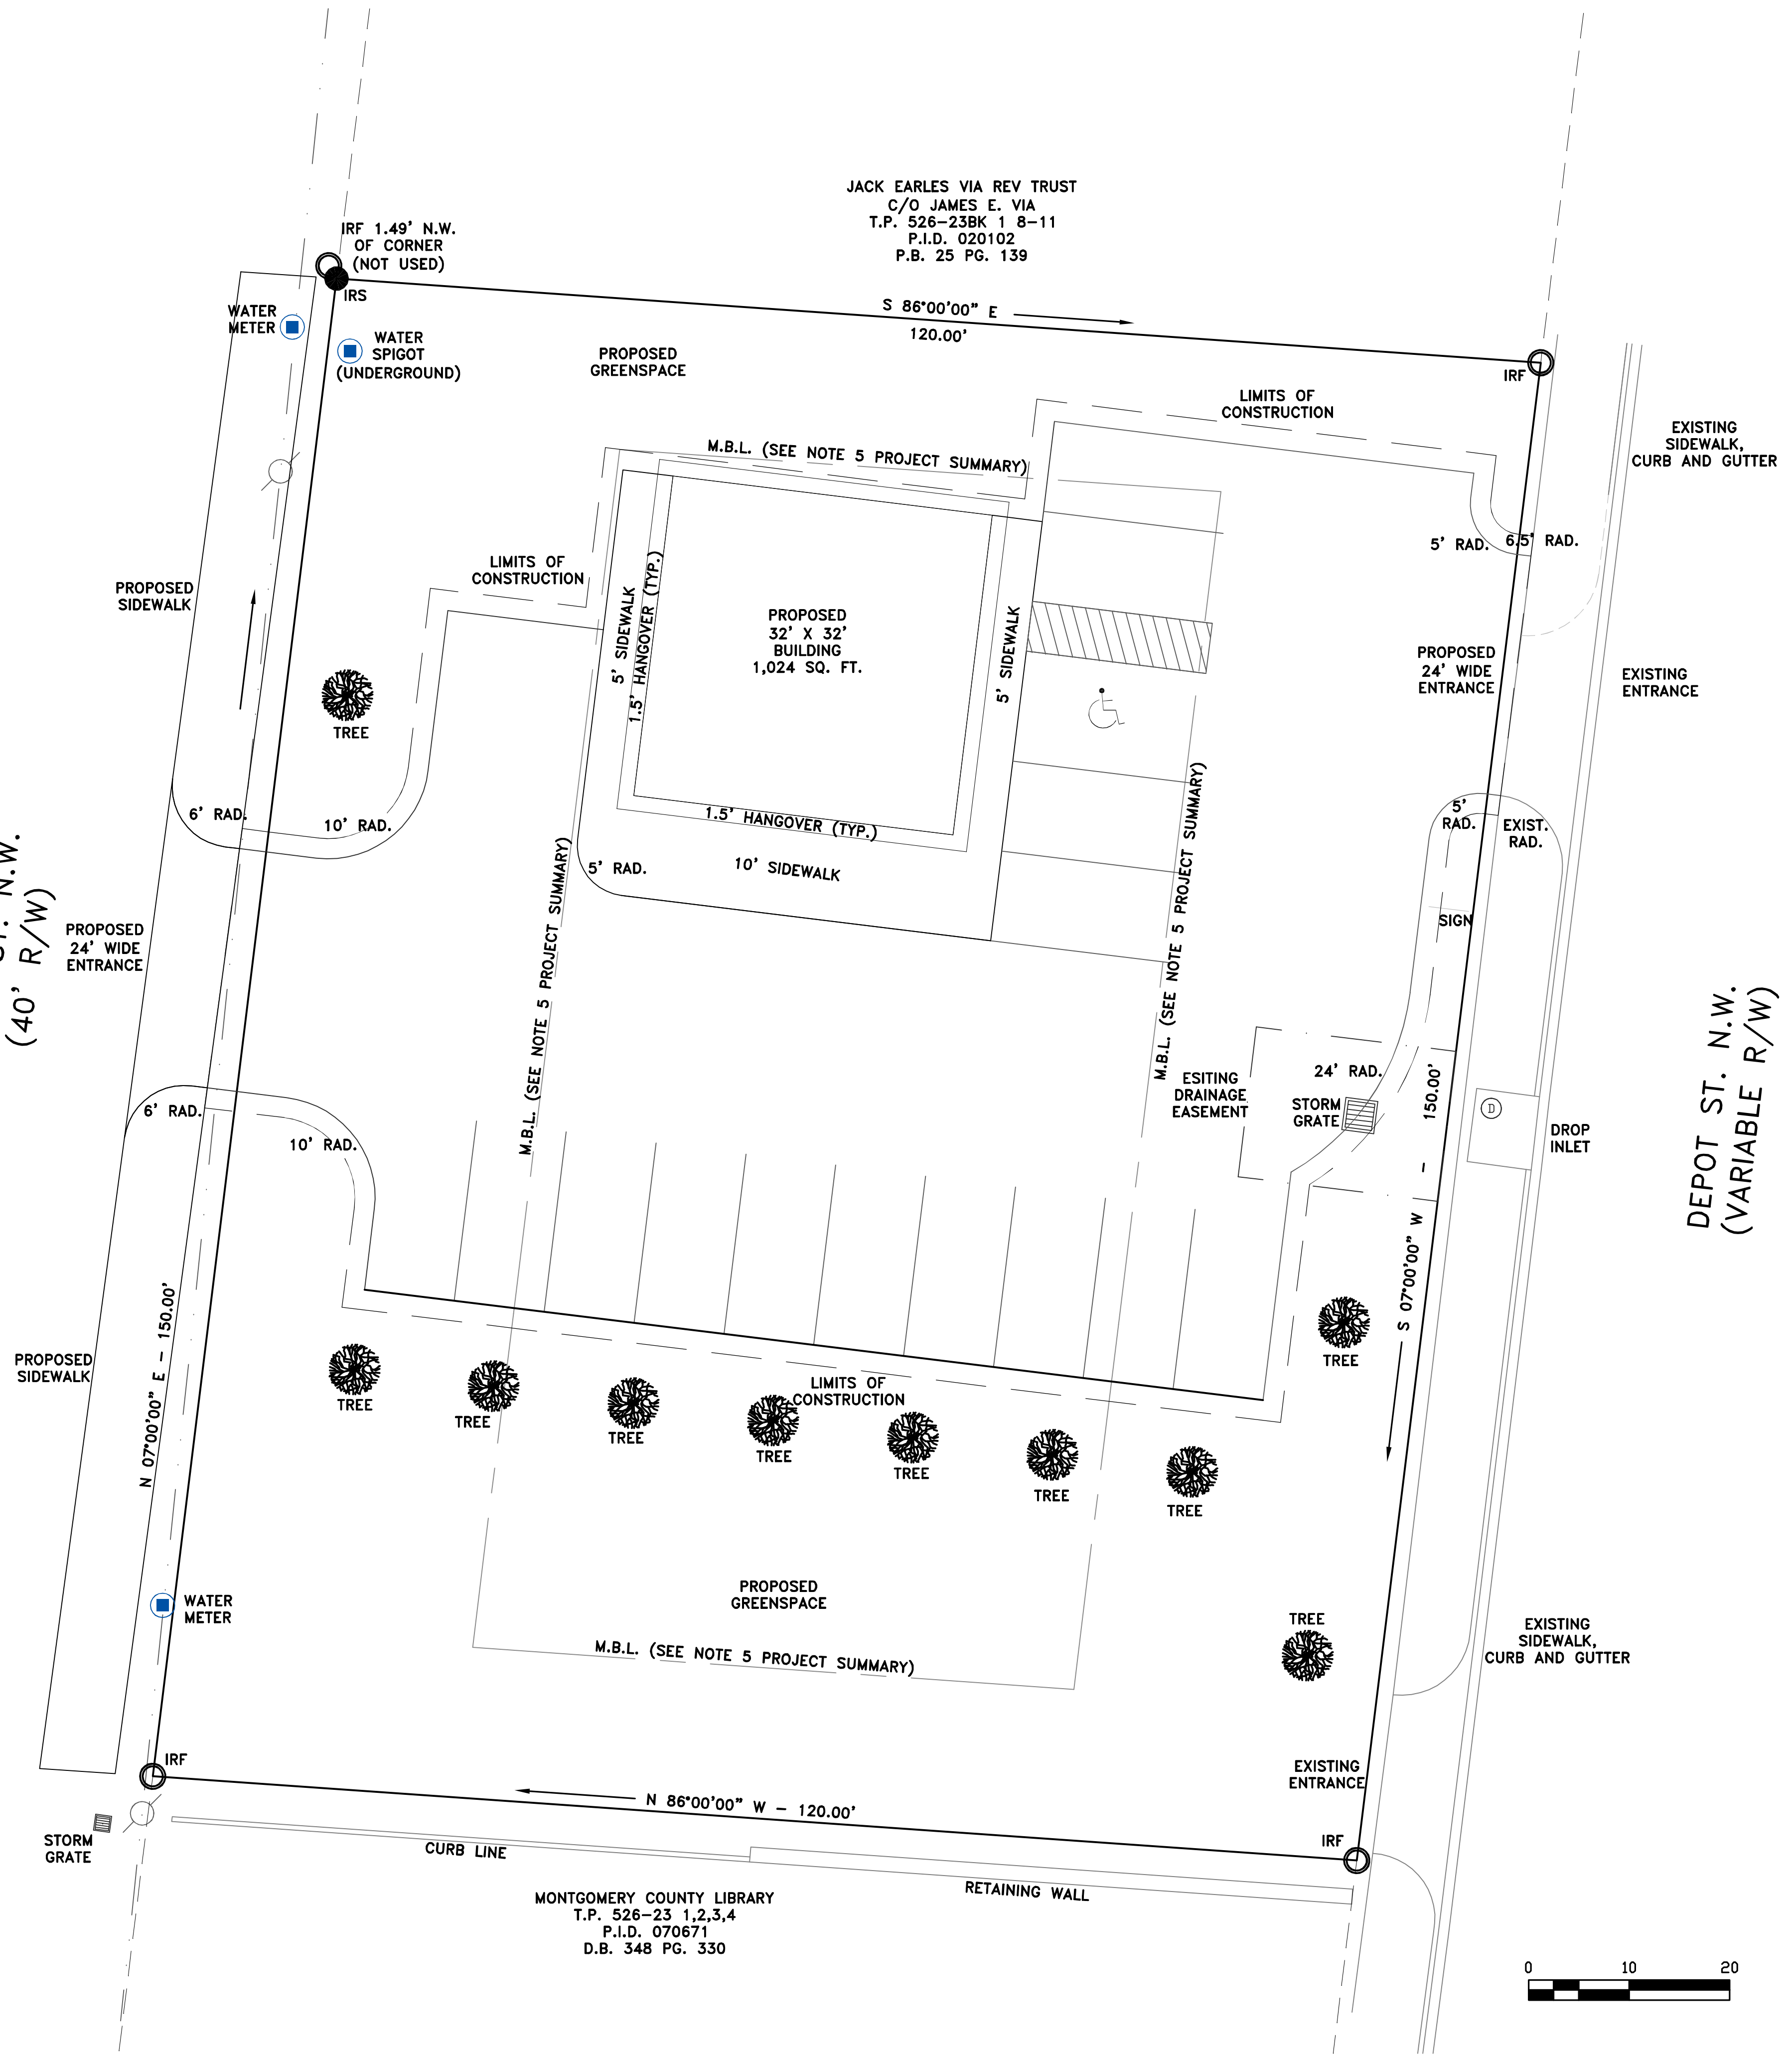 JACK EARLES VIA REV TRUST
C/O JAMES E. VIA
T.P. 526-23BK 1 8-11
P.I.D. 020102
P.B. 25 PG. 139
IRF 1.49' N.W.
OF CORNER
(NOT USED)
IRS
WATER
METER
WATER
SPIGOT
(UNDERGROUND)
S 86°00'00" E
120.00'
PROPOSED
GREENSPACE
IRF
LIMITS OF
CONSTRUCTION
EXISTING
SIDEWALK,
CURB AND GUTTER
M.B.L. (SEE NOTE 5 PROJECT SUMMARY)
5' RAD.
6.5' RAD.
LIMITS OF
CONSTRUCTION
PROPOSED
SIDEWALK
5' SIDEWALK
1.5' HANGOVER (TYP.)
PROPOSED
32' X 32'
BUILDING
1,024 SQ. FT.
5' SIDEWALK
PROPOSED
24' WIDE
ENTRANCE
EXISTING
ENTRANCE
TREE
6' RAD.
10' RAD.
1.5' HANGOVER (TYP.)
5'
RAD.
EXIST.
RAD.
5' RAD.
10' SIDEWALK
SIGN
M.B.L. (SEE NOTE 5 PROJECT SUMMARY)
M.B.L. (SEE NOTE 5 PROJECT SUMMARY)
N.W.
(40' R/W)
PROPOSED
24' WIDE
ENTRANCE
DEPOT ST. N.W.
(VARIABLE R/W)
6' RAD.
10' RAD.
ESITING
DRAINAGE
EASEMENT
24' RAD.
STORM
GRATE
D
DROP
INLET
S 07°00'00" W - 150.00'
N 07°00'00" E - 150.00'
PROPOSED
SIDEWALK
TREE
TREE
TREE
TREE
TREE
TREE
TREE
TREE
LIMITS OF
CONSTRUCTION
PROPOSED
GREENSPACE
WATER
METER
TREE
EXISTING
SIDEWALK,
CURB AND GUTTER
M.B.L. (SEE NOTE 5 PROJECT SUMMARY)
IRF
EXISTING
ENTRANCE
N 86°00'00" W - 120.00'
IRF
STORM
GRATE
CURB LINE
RETAINING WALL
MONTGOMERY COUNTY LIBRARY
T.P. 526-23 1,2,3,4
P.I.D. 070671
D.B. 348 PG. 330
0 10 20